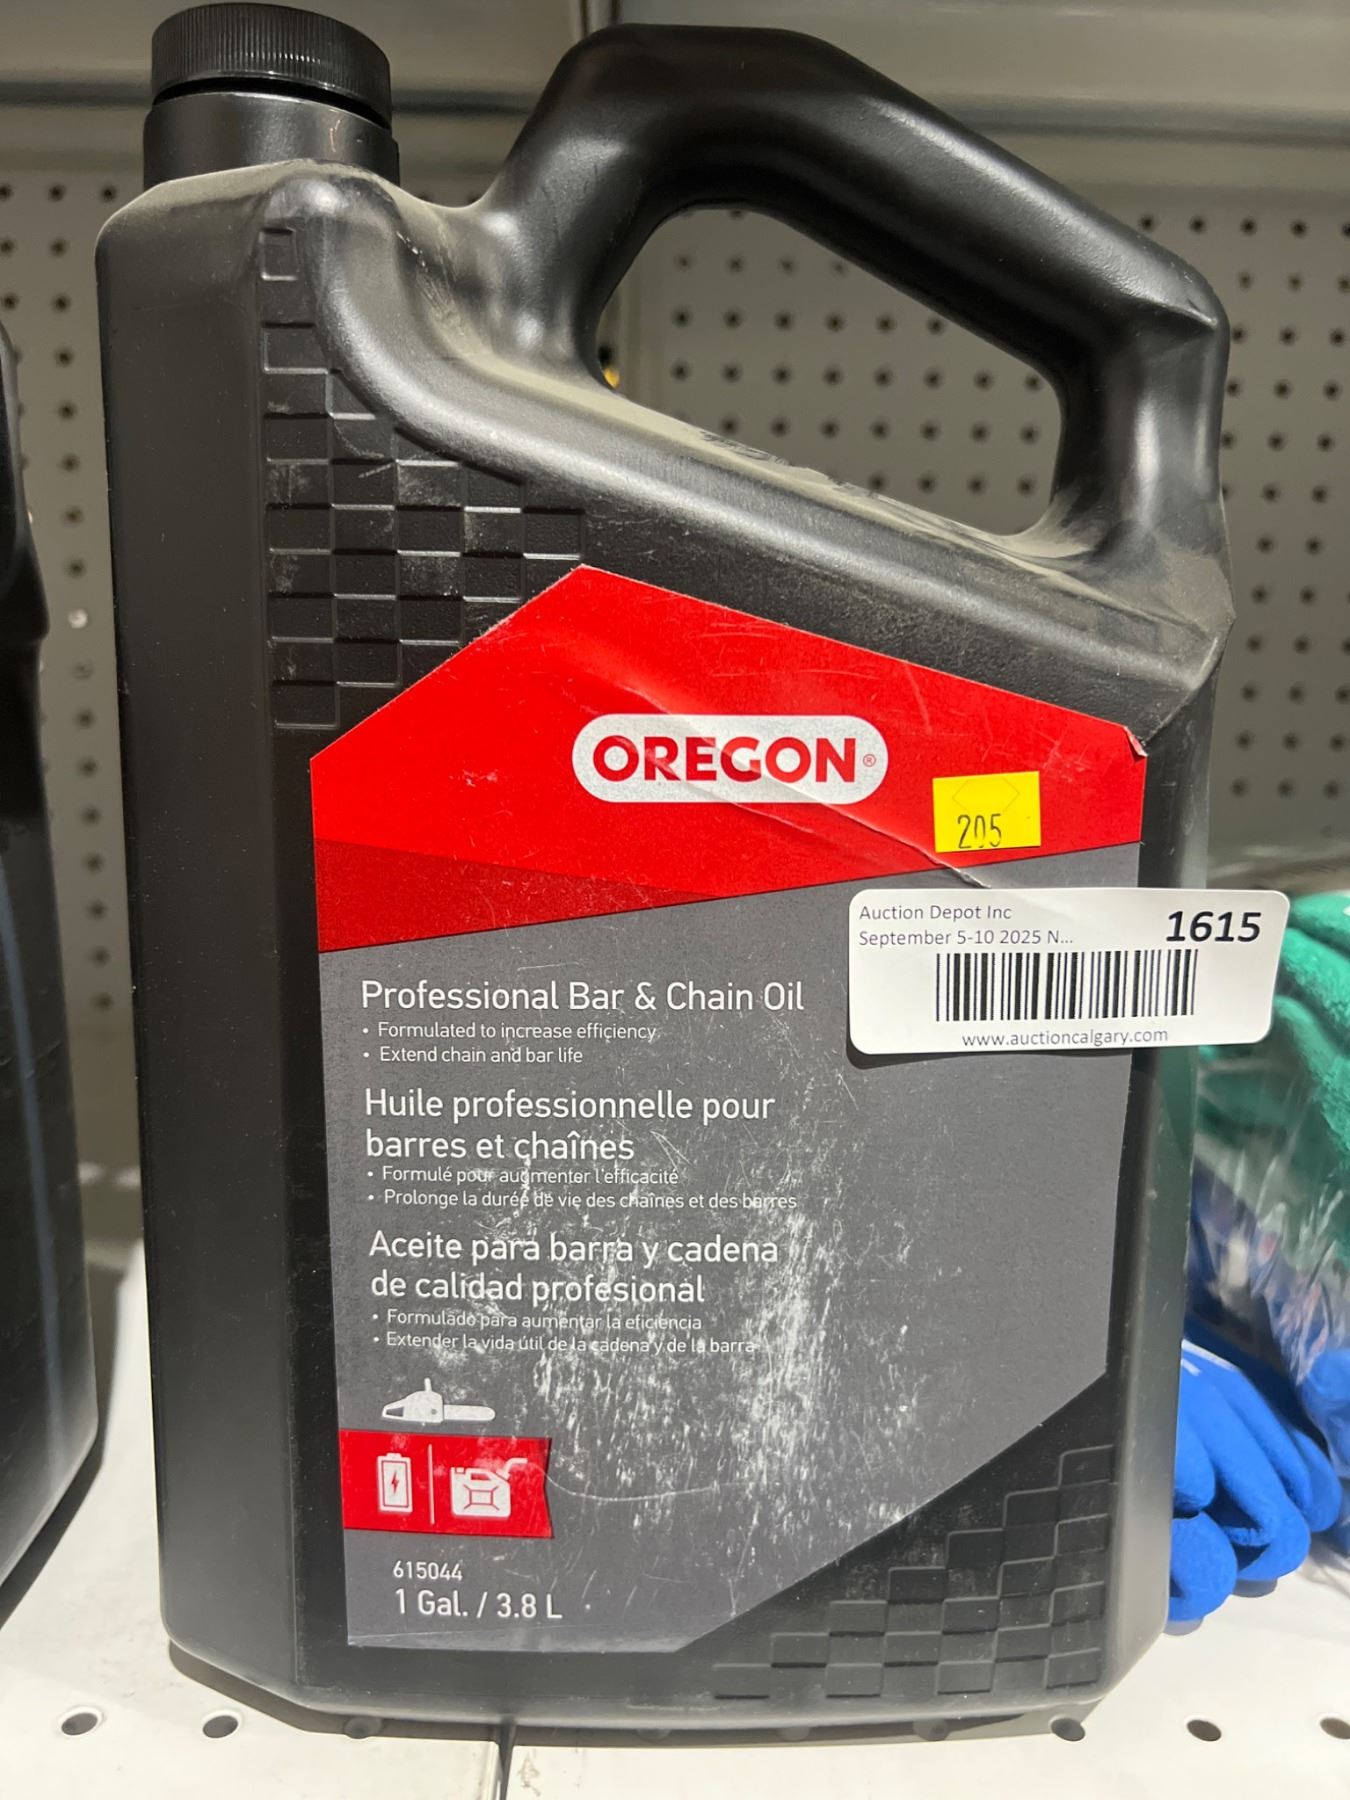 OREGON®
205
Auction Depot Inc
1615
September 5-10 2025 N...
www.auctioncalgary.com
Professional Bar & Chain Oil
• Formulated to increase efficiency
• Extend chain and bar life
Huile professionnelle pour
barres et chaînes
• Formulé pour augmenter l'efficacité
• Prolonge la durée de vie des chaînes et des barres
Aceite para barra y cadena
de calidad profesional
• Formulado para aumentar la eficiencia
• Extender la vida útil de la cadena y de la barra
615044
1 Gal. / 3.8 L